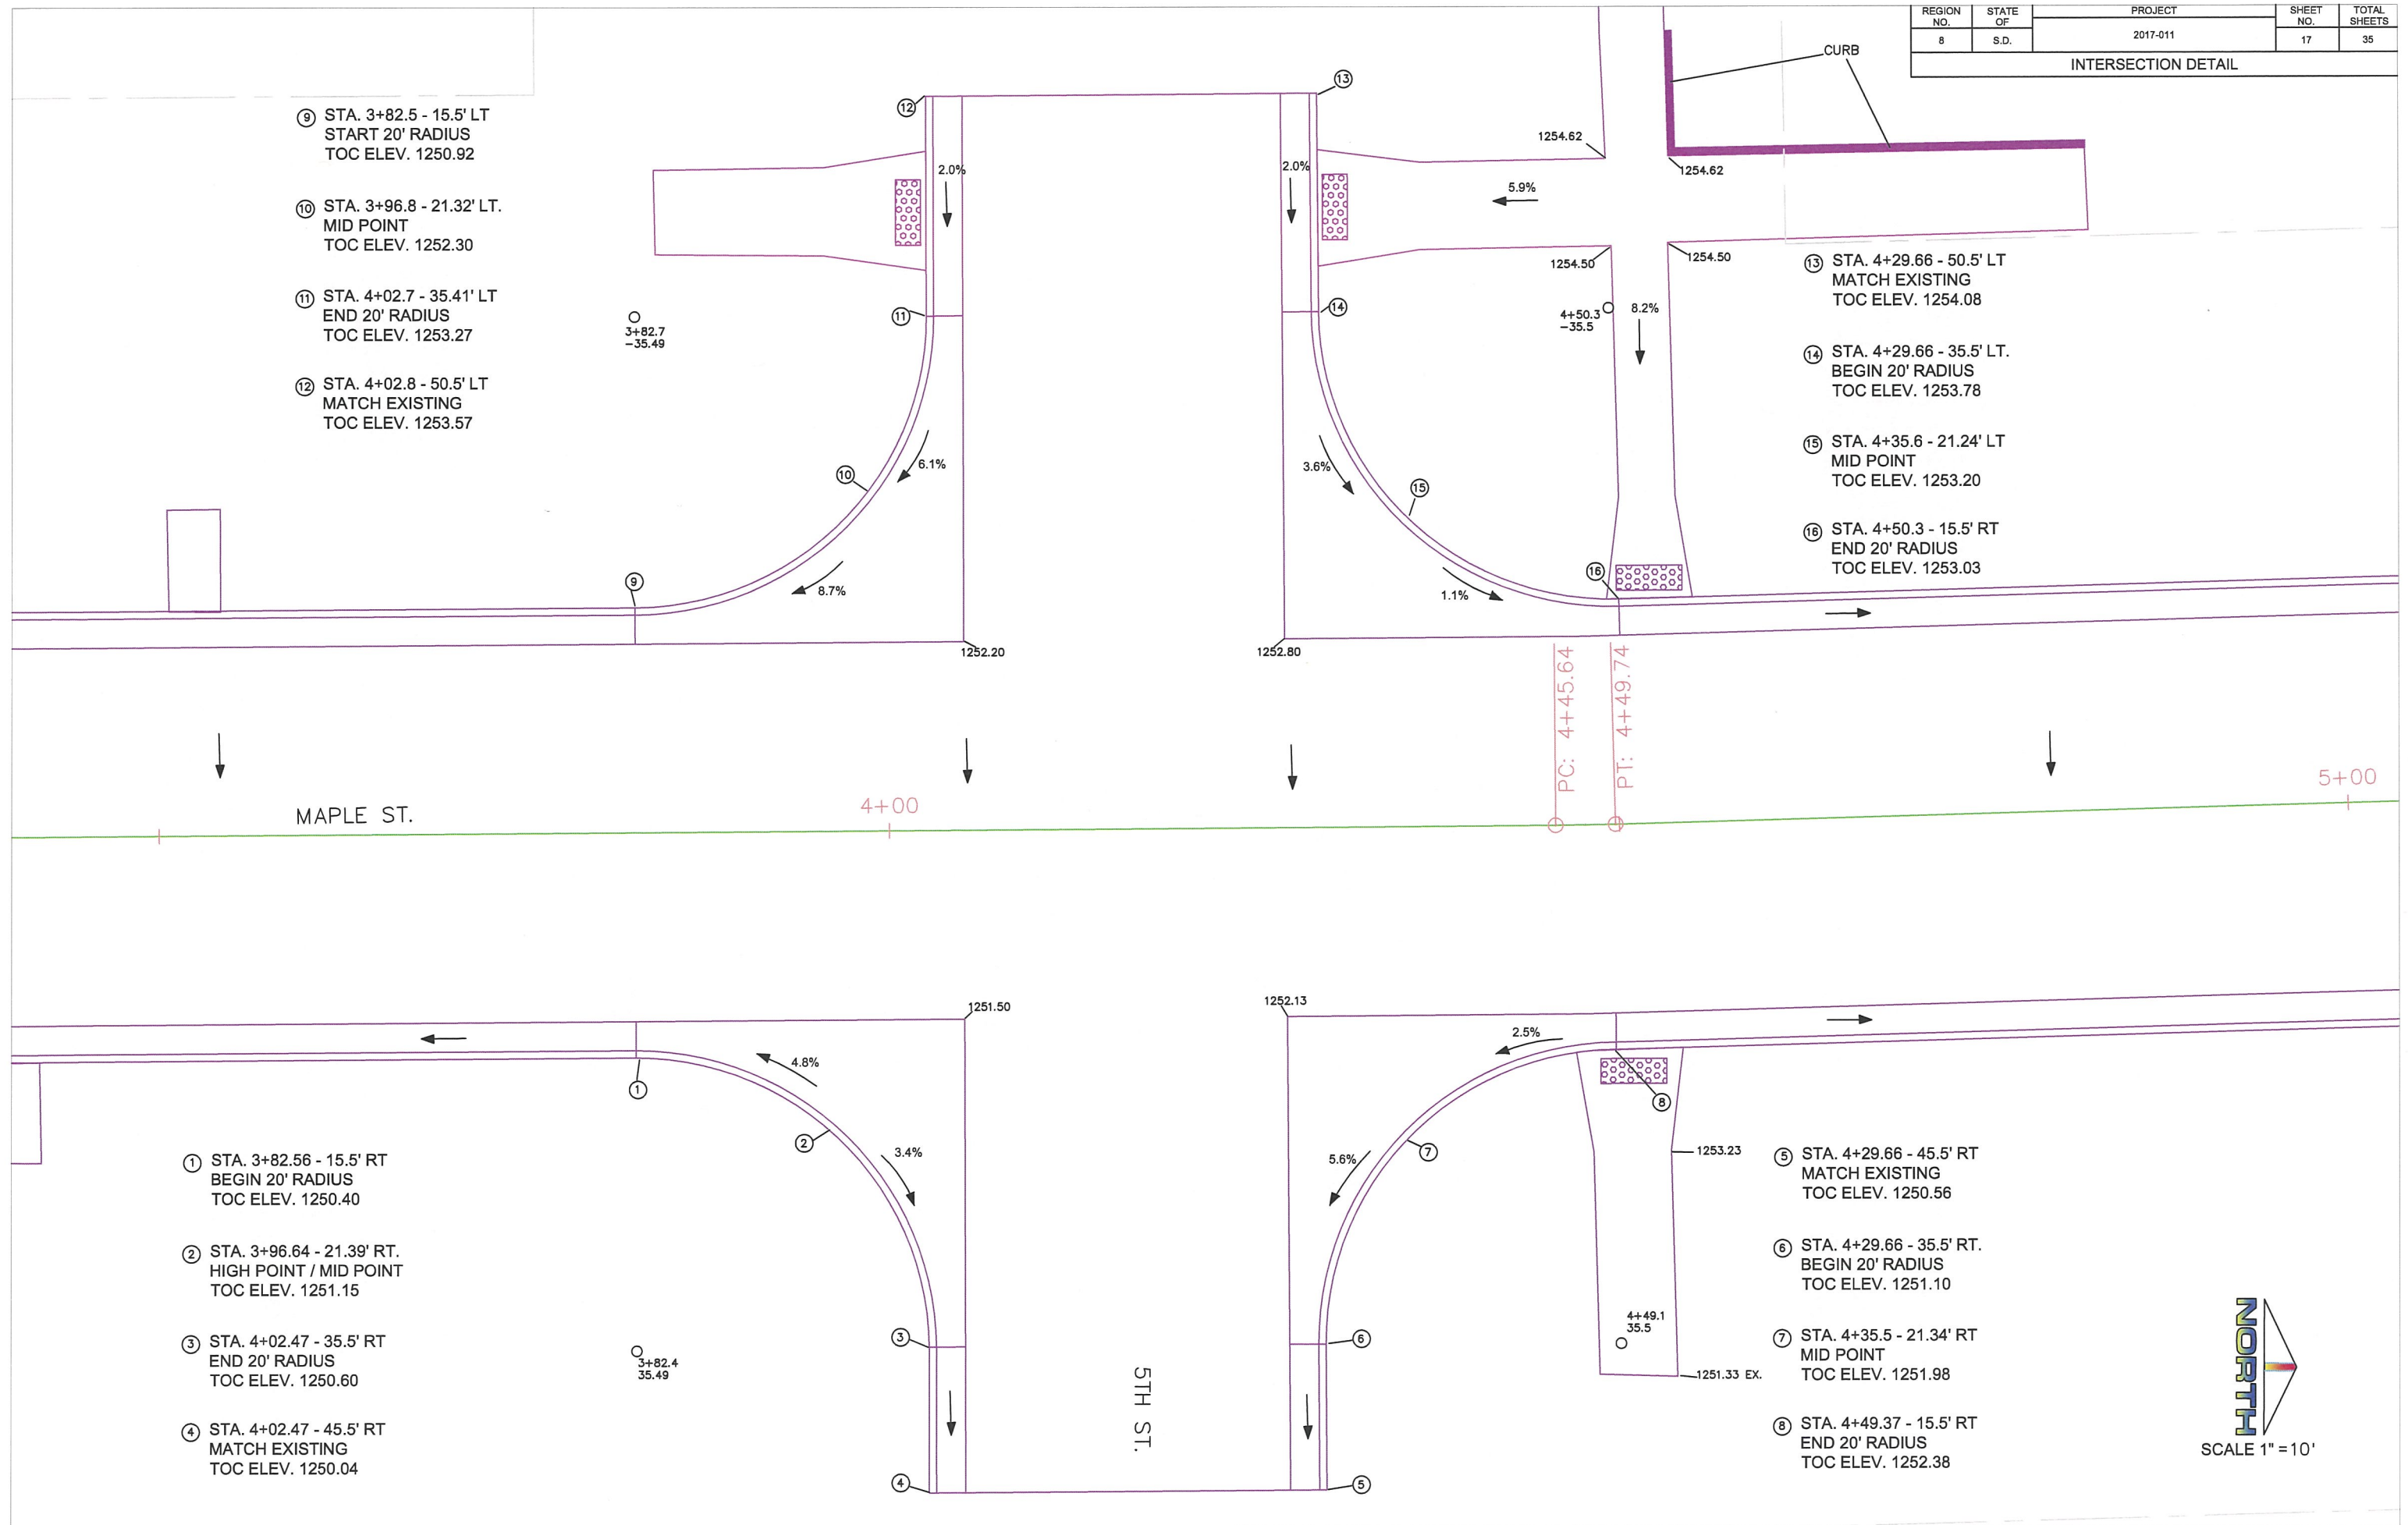 REGION NO.
STATE OF
PROJECT
SHEET NO.
TOTAL SHEETS
8
S.D.
2017-011
17
35
INTERSECTION DETAIL
CURB
⑨ STA. 3+82.5 - 15.5' LT
START 20' RADIUS
TOC ELEV. 1250.92
⑩ STA. 3+96.8 - 21.32' LT.
MID POINT
TOC ELEV. 1252.30
⑪ STA. 4+02.7 - 35.41' LT
END 20' RADIUS
TOC ELEV. 1253.27
⑫ STA. 4+02.8 - 50.5' LT
MATCH EXISTING
TOC ELEV. 1253.57
⑫
⑬
2.0%
2.0%
1254.62
1254.62
5.9%
1254.50
1254.50
⑪
⑭
3+82.7
-35.49
4+50.3
-35.5
8.2%
⑬ STA. 4+29.66 - 50.5' LT
MATCH EXISTING
TOC ELEV. 1254.08
⑭ STA. 4+29.66 - 35.5' LT.
BEGIN 20' RADIUS
TOC ELEV. 1253.78
⑮ STA. 4+35.6 - 21.24' LT
MID POINT
TOC ELEV. 1253.20
⑯ STA. 4+50.3 - 15.5' RT
END 20' RADIUS
TOC ELEV. 1253.03
⑩
6.1%
3.6%
⑮
⑨
8.7%
1.1%
⑯
1252.20
1252.80
PC: 4+45.64
PT: 4+49.74
MAPLE ST.
4+00
5+00
1251.50
1252.13
2.5%
4.8%
①
⑧
②
3.4%
5.6%
⑦
1253.23
① STA. 3+82.56 - 15.5' RT
BEGIN 20' RADIUS
TOC ELEV. 1250.40
② STA. 3+96.64 - 21.39' RT.
HIGH POINT / MID POINT
TOC ELEV. 1251.15
③ STA. 4+02.47 - 35.5' RT
END 20' RADIUS
TOC ELEV. 1250.60
④ STA. 4+02.47 - 45.5' RT
MATCH EXISTING
TOC ELEV. 1250.04
3+82.4
35.49
③
⑥
④
⑤
5TH ST.
4+49.1
35.5
1251.33 EX.
⑤ STA. 4+29.66 - 45.5' RT
MATCH EXISTING
TOC ELEV. 1250.56
⑥ STA. 4+29.66 - 35.5' RT.
BEGIN 20' RADIUS
TOC ELEV. 1251.10
⑦ STA. 4+35.5 - 21.34' RT
MID POINT
TOC ELEV. 1251.98
⑧ STA. 4+49.37 - 15.5' RT
END 20' RADIUS
TOC ELEV. 1252.38
NORTH
SCALE 1" =10'